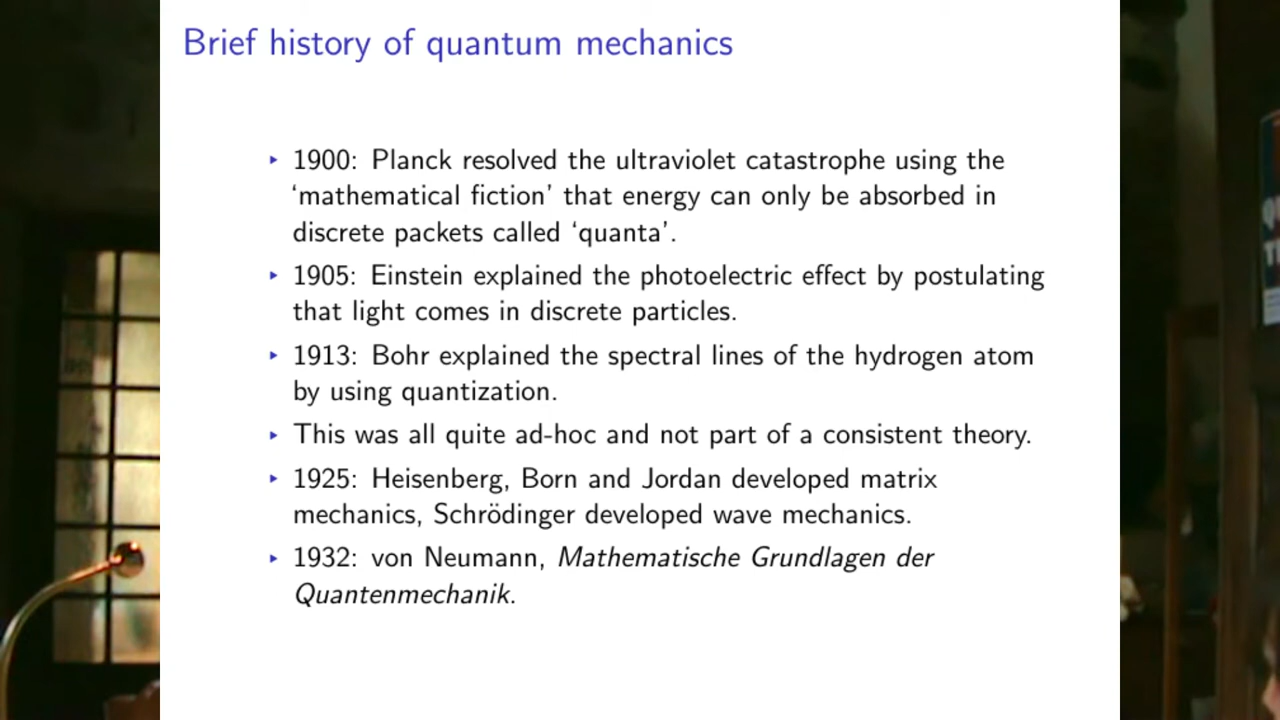 Brief history of quantum mechanics
‣ 1900: Planck resolved the ultraviolet catastrophe using the
‘mathematical fiction’ that energy can only be absorbed in
discrete packets called ‘quanta’.
‣ 1905: Einstein explained the photoelectric effect by postulating
that light comes in discrete particles.
‣ 1913: Bohr explained the spectral lines of the hydrogen atom
by using quantization.
‣ This was all quite ad-hoc and not part of a consistent theory.
‣ 1925: Heisenberg, Born and Jordan developed matrix
mechanics, Schrödinger developed wave mechanics.
‣ 1932: von Neumann, Mathematische Grundlagen der
Quantenmechanik.